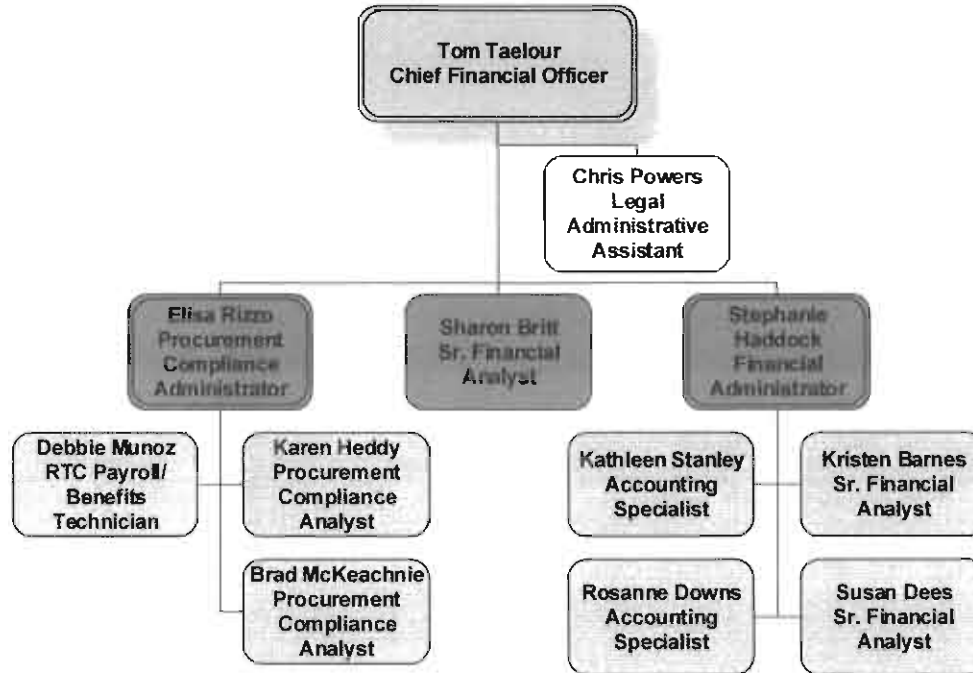 Tom Taelour
Chief Financial Officer
Chris Powers
Legal
Administrative
Assistant
Elisa Rizzo
Procurement
Compliance
Administrator
Sharon Britt
Sr. Financial
Analyst
Stephanie
Haddock
Financial
Administrator
Debbie Munoz
RTC Payroll/
Benefits
Technician
Karen Heddy
Procurement
Compliance
Analyst
Kathleen Stanley
Accounting
Specialist
Kristen Barnes
Sr. Financial
Analyst
Brad McKeachnie
Procurement
Compliance
Analyst
Rosanne Downs
Accounting
Specialist
Susan Dees
Sr. Financial
Analyst